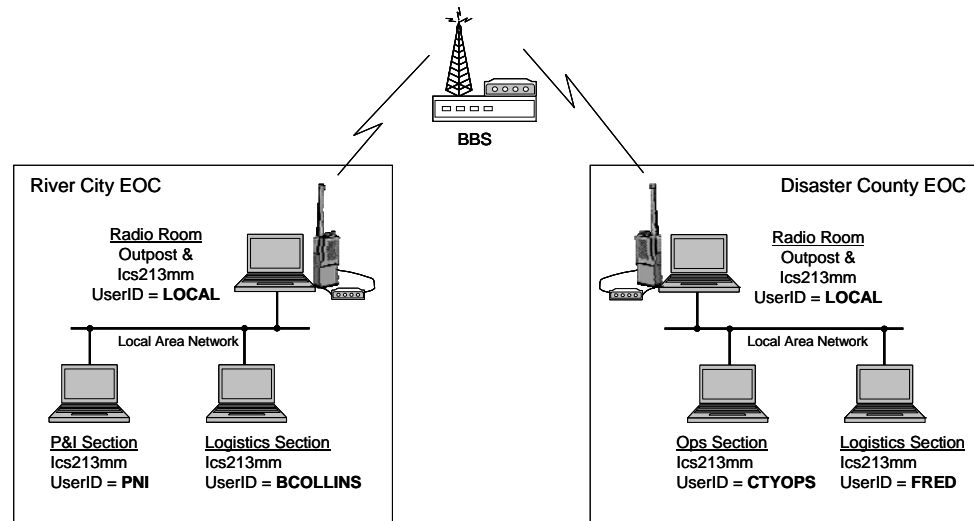 BBS
River City EOC
Radio Room
Outpost &
Ics213mm
UserID = LOCAL
Local Area Network
P&I Section
Ics213mm
UserID = PNI
Logistics Section
Ics213mm
UserID = BCOLLINS
Disaster County EOC
Radio Room
Outpost &
Ics213mm
UserID = LOCAL
Local Area Network
Ops Section
Ics213mm
UserID = CTYOPS
Logistics Section
Ics213mm
UserID = FRED